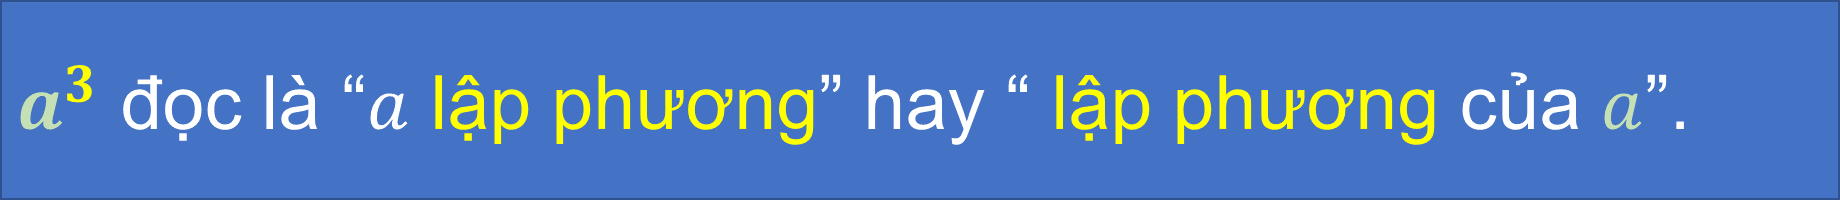 a³ đọc là “a lập phương” hay “ lập phương của a”.